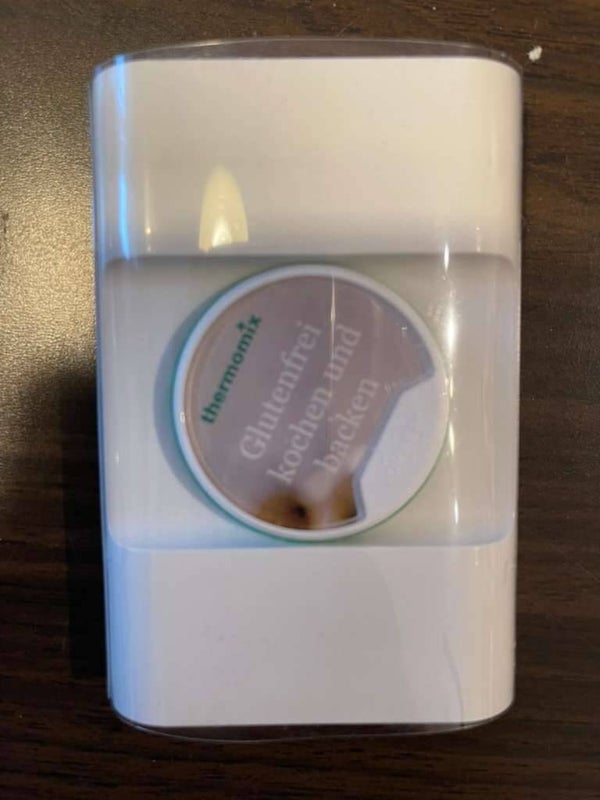 thermomix
Glutenfrei
kochen und
backen